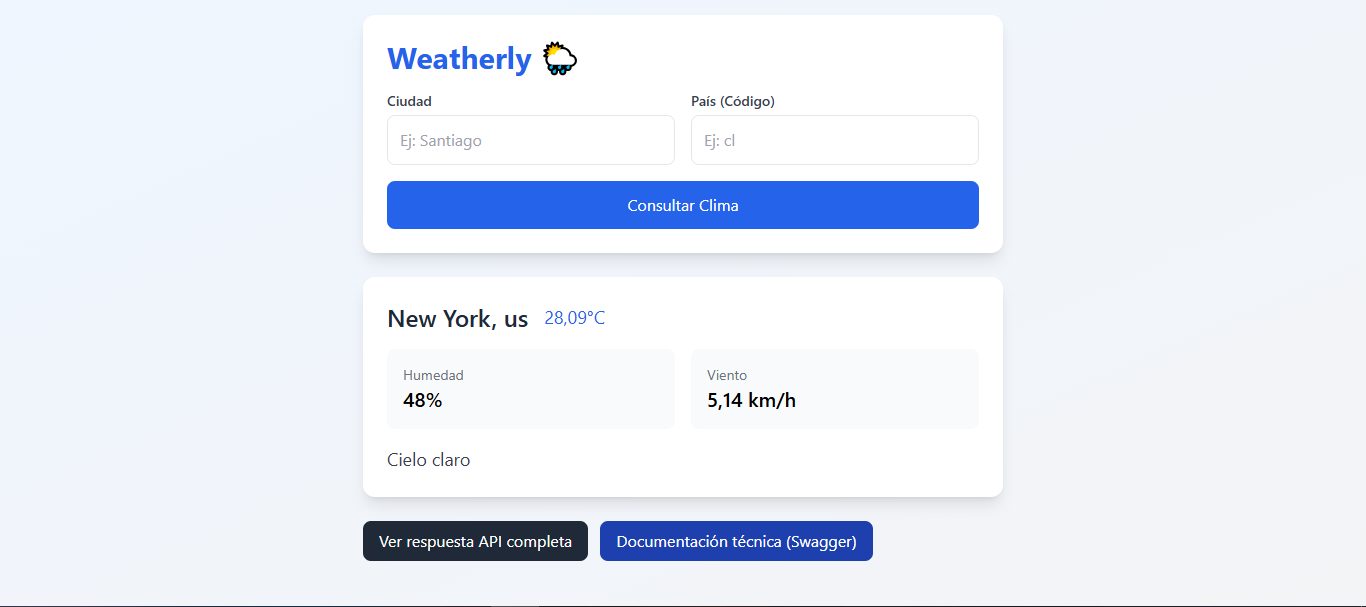 Weatherly
Ciudad
País (Código)
Ej: Santiago
Ej: cl
Consultar Clima
New York, us 28,09°C
Humedad
48%
Viento
5,14 km/h
Cielo claro
Ver respuesta API completa
Documentación técnica (Swagger)